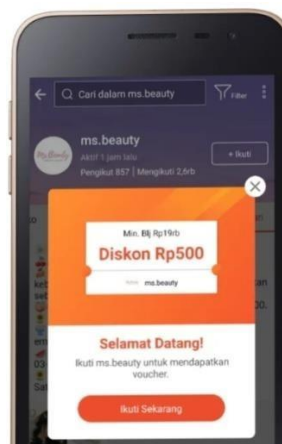 Cari dalam ms.beauty
Filter
ms.beauty
Aktif 1 jam lalu
+ Ikuti
Pengikut 857 | Mengikuti 2,6rb
Min. Blj Rp19rb
Diskon Rp500
ms.beauty
Selamat Datang!
Ikuti ms.beauty untuk mendapatkan
voucher.
Ikuti Sekarang